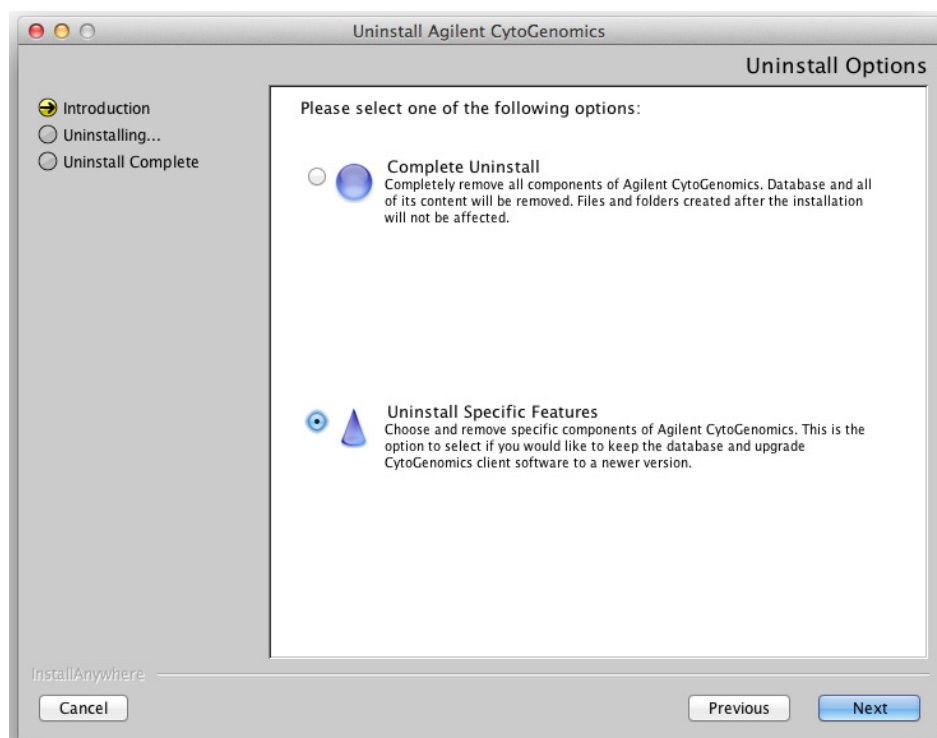 Uninstall Agilent CytoGenomics
Uninstall Options
Introduction
Uninstalling...
Uninstall Complete
Please select one of the following options:
Complete Uninstall
Completely remove all components of Agilent CytoGenomics. Database and all
of its content will be removed. Files and folders created after the installation
will not be affected.
Uninstall Specific Features
Choose and remove specific components of Agilent CytoGenomics. This is the
option to select if you would like to keep the database and upgrade
CytoGenomics client software to a newer version.
InstallAnywhere
Cancel
Previous
Next